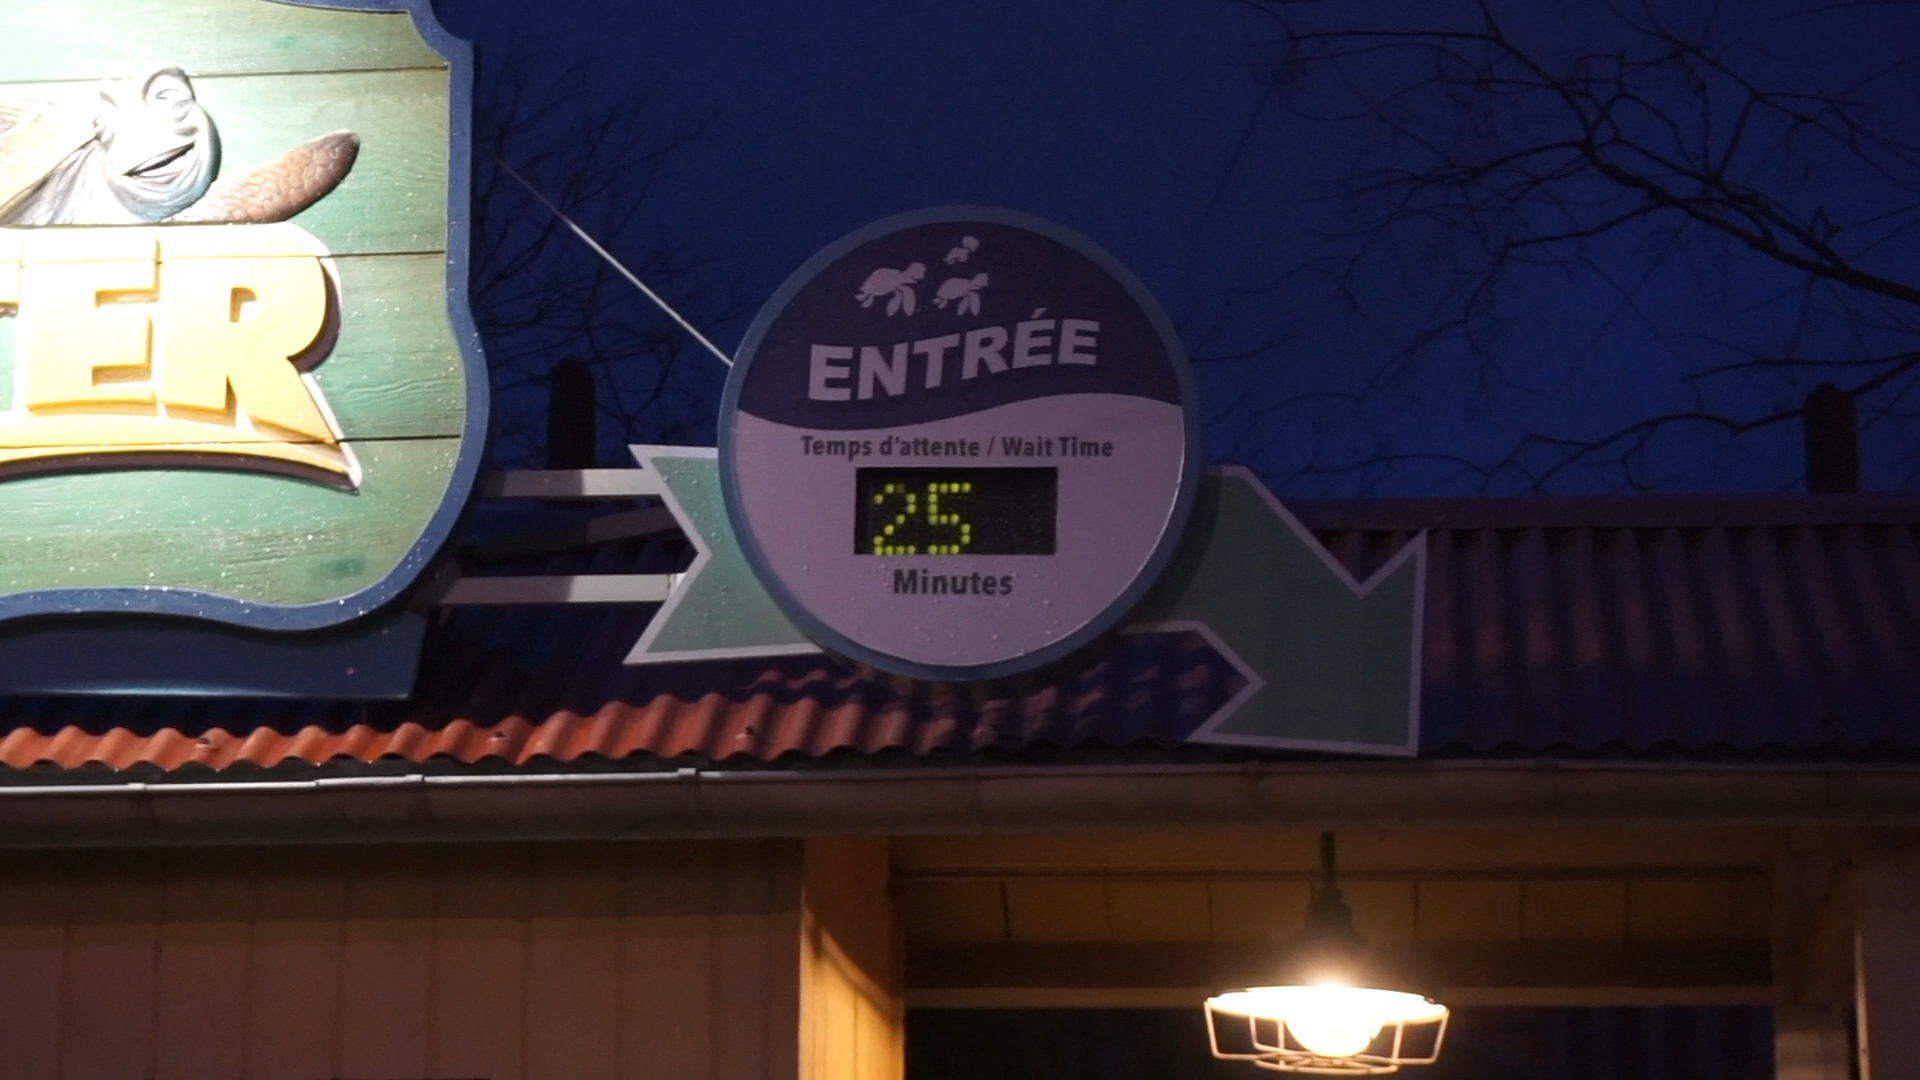 ER
ENTRÉE
Temps d'attente / Wait Time
25
Minutes